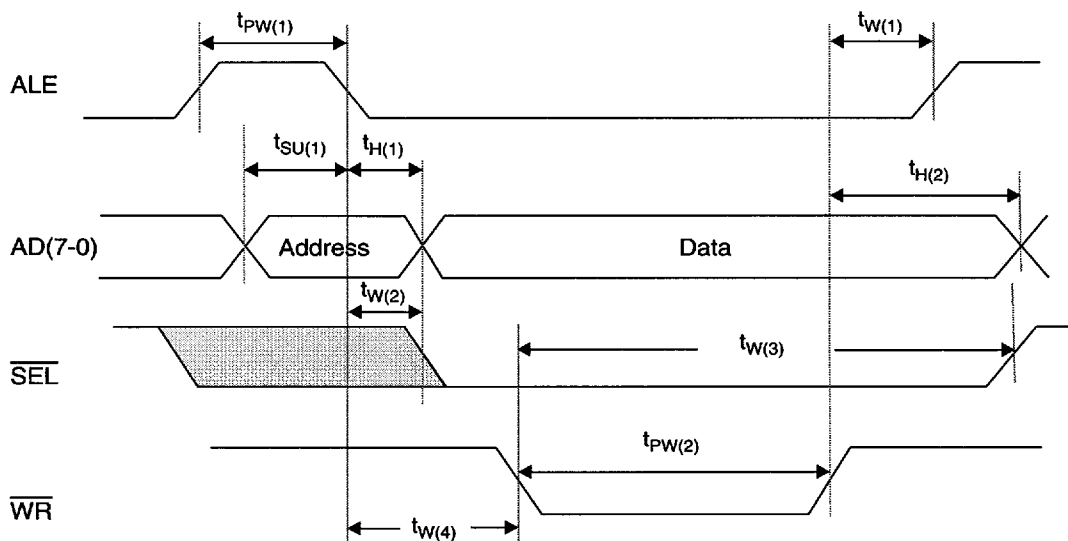 tPW(1)
tW(1)
ALE
tSU(1)
tH(1)
tH(2)
AD(7-0)
Address
Data
tW(2)
tW(3)
SEL
tPW(2)
WR
tW(4)